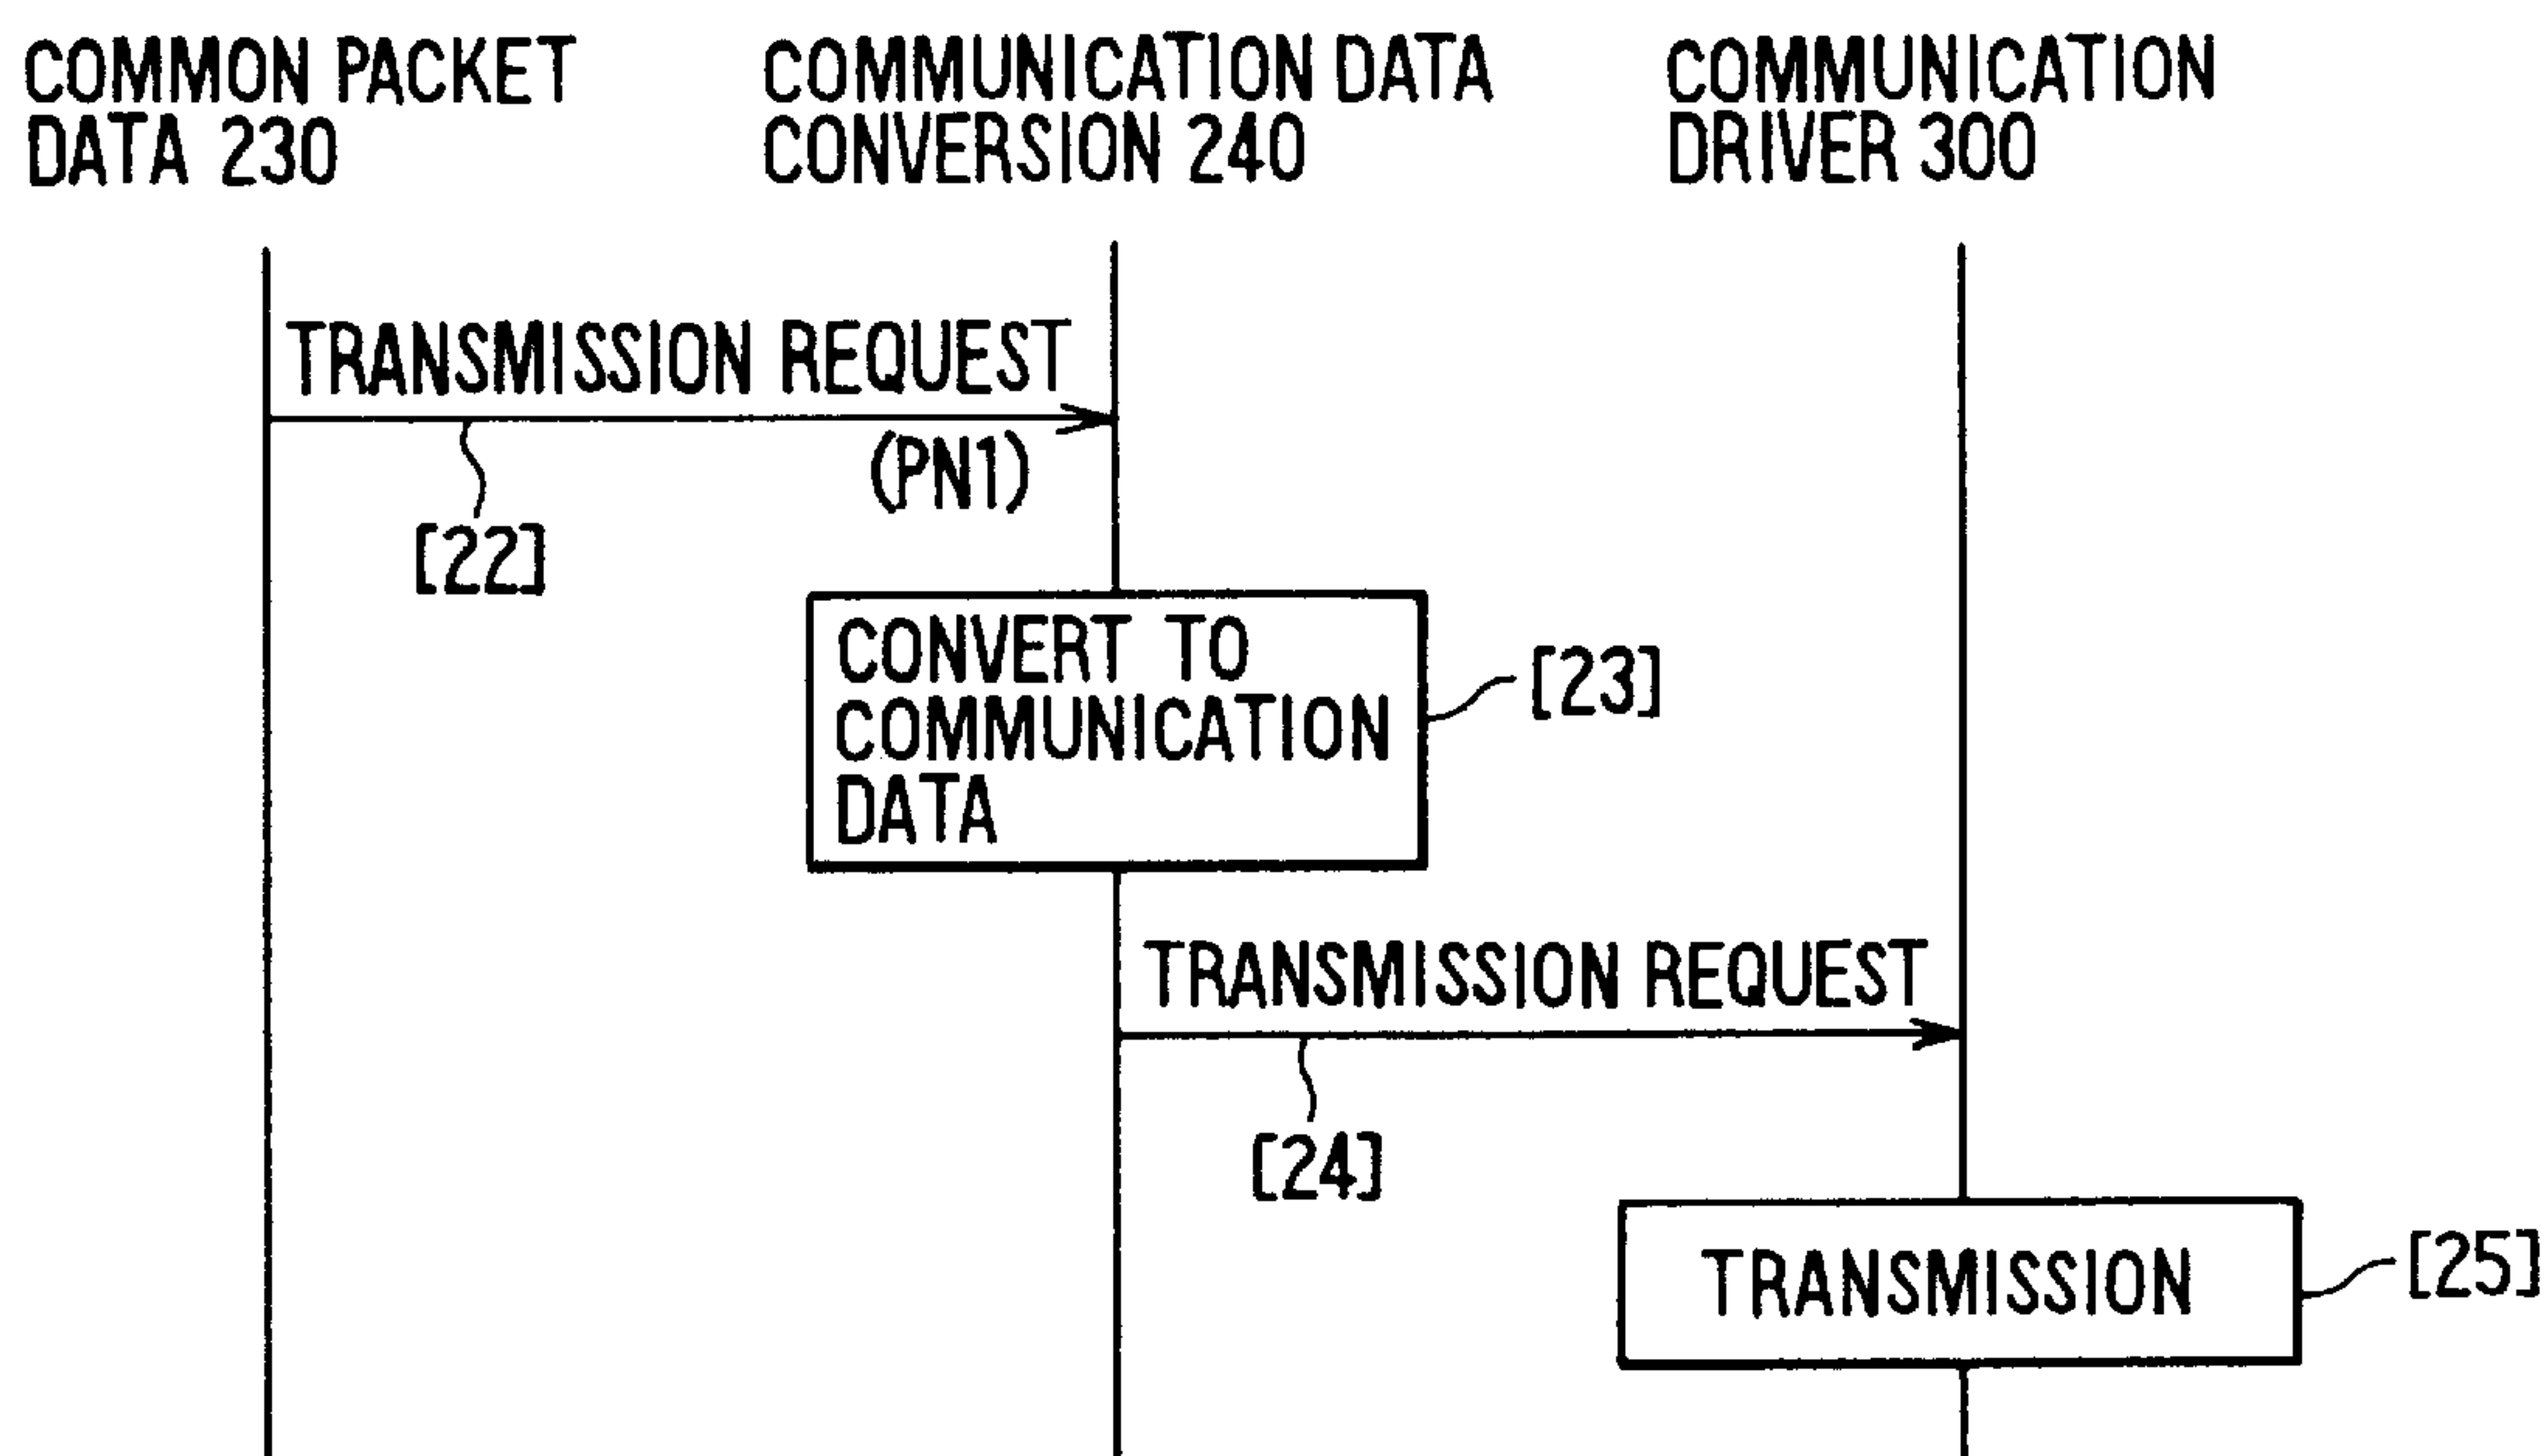 COMMON PACKET
DATA 230
COMMUNICATION DATA
CONVERSION 240
COMMUNICATION
DRIVER 300
TRANSMISSION REQUEST
(PN1)
[22]
CONVERT TO
COMMUNICATION
DATA
[23]
TRANSMISSION REQUEST
[24]
TRANSMISSION
[25]